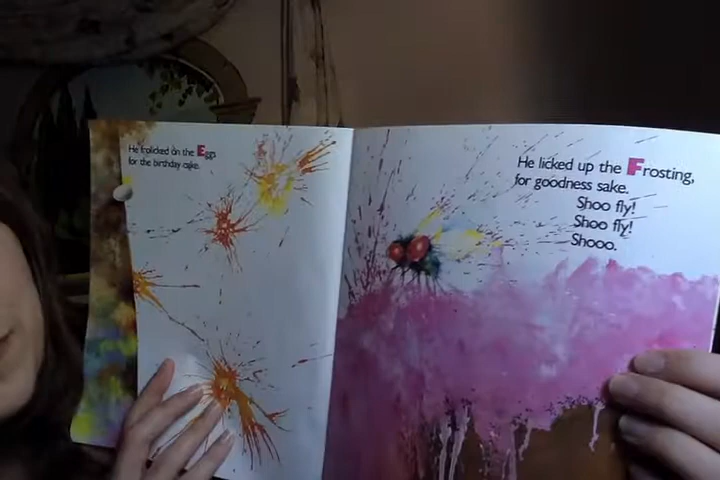 He frolicked on the Egg
for the birthday cake.
He licked up the Frosting,
for goodness sake.
Shoo fly!
Shoo fly!
Shooo.